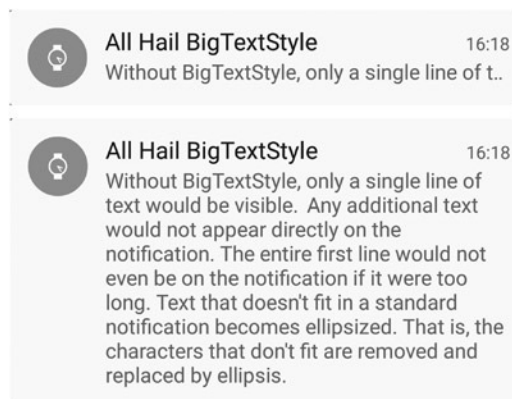 All Hail BigTextStyle 16:18
Without BigTextStyle, only a single line of t..
All Hail BigTextStyle 16:18
Without BigTextStyle, only a single line of
text would be visible.  Any additional text
would not appear directly on the
notification. The entire first line would not
even be on the notification if it were too
long. Text that doesn't fit in a standard
notification becomes ellipsized. That is, the
characters that don't fit are removed and
replaced by ellipsis.